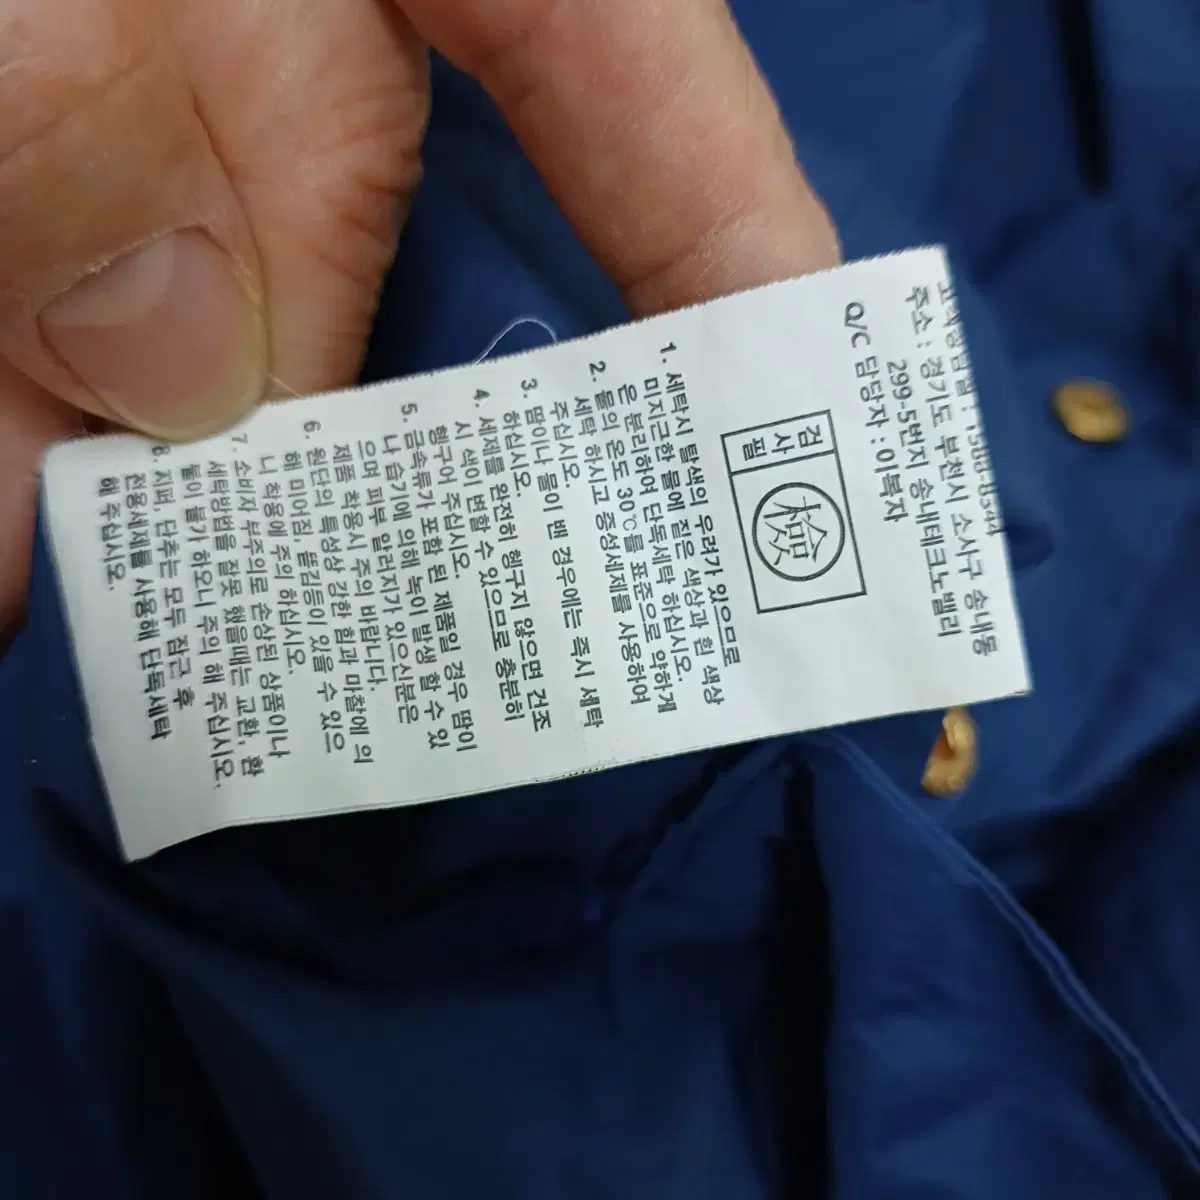 주소 : 경기도 부천시 소사구 송내동
299-5번지 송내테크노밸리
Q/C 담당자 : 이복자
검사필
檢
1. 세탁시 탈색의 우려가 있으므로
미지근한 물에 짙은 색상과 흰 색상
은 분리하여 단독세탁 하십시오.
2. 물의 온도 30℃를 표준으로 약하게
세탁 하시고 중성세제를 사용하여
주십시오.
3. 땀이나 물이 밴 경우에는 즉시 세탁
하십시오.
4. 세제를 완전히 헹구지 않으면 건조
시 색이 변할 수 있으므로 충분히
헹구어 주십시오.
5. 금속류가 포함 된 제품일 경우 땀이
나 습기에 의해 녹이 발생 할 수 있
으며 피부 알러지가 있으신분은
제품 착용시 주의 바랍니다.
6. 원단의 특성상 강한 힘과 마찰에 의
해 미어짐, 뜯김등이 있을 수 있으
니 착용에 주의 하십시오.
7. 소비자 부주의로 손상된 상품이나
세탁방법을 잘못 했을때는 교환, 환
불이 불가 하오니 주의 해 주십시오.
8. 지퍼, 단추는 모두 잠근 후
전용세제를 사용해 단독세탁
해 주십시오.